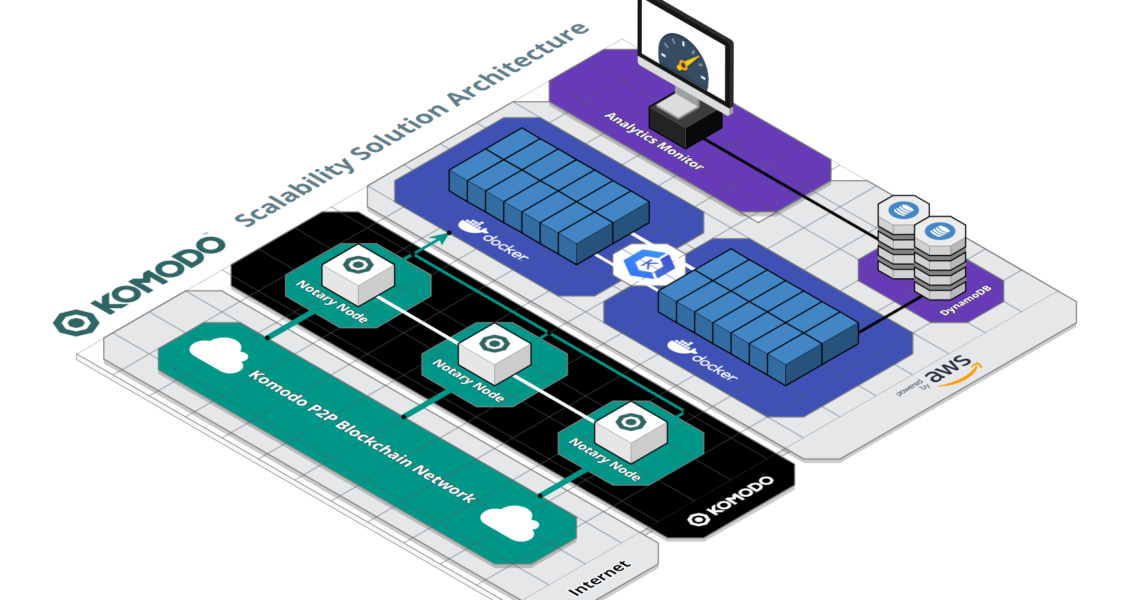 KOMODO Scalability Solution Architecture
Analytics Monitor
docker
K
docker
DynamoDB
powered
by aws
Notary Node
Notary Node
Notary Node
KOMODO
Komodo P2P Blockchain Network
Internet